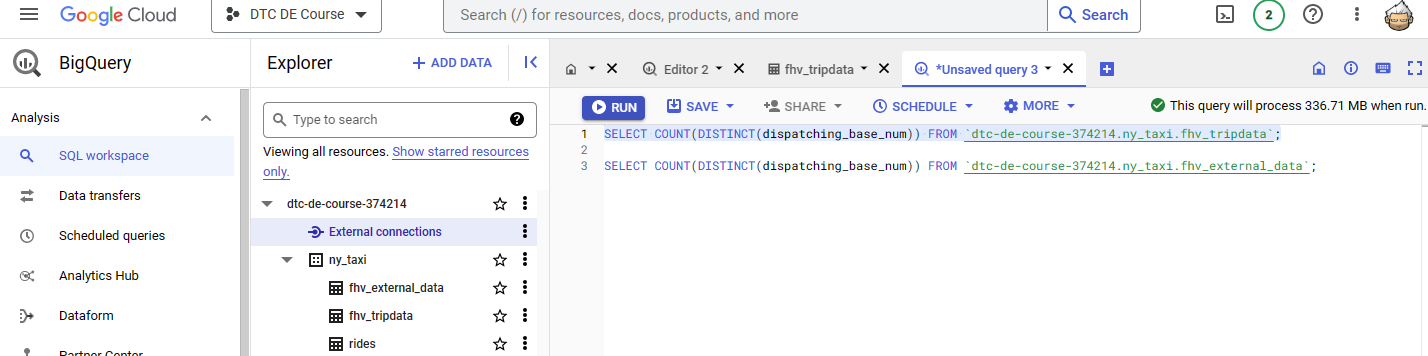 Google Cloud
DTC DE Course
Search (/) for resources, docs, products, and more
Search
2
BigQuery
Analysis
SQL workspace
Data transfers
Scheduled queries
Analytics Hub
Dataform
Partner Center
Explorer
+ ADD DATA
Type to search
Viewing all resources. Show starred resources
only.
dtc-de-course-374214
External connections
ny_taxi
fhv_external_data
fhv_tripdata
rides
Editor 2
fhv_tripdata
*Unsaved query 3
RUN
SAVE
SHARE
SCHEDULE
MORE
This query will process 336.71 MB when run.
1 SELECT COUNT(DISTINCT(dispatching_base_num)) FROM `dtc-de-course-374214.ny_taxi.fhv_tripdata`;
2
3 SELECT COUNT(DISTINCT(dispatching_base_num)) FROM `dtc-de-course-374214.ny_taxi.fhv_external_data`;